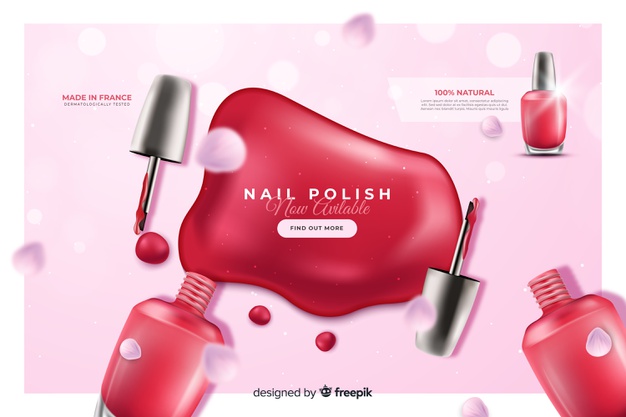 MADE IN FRANCE
DERMATOLOGICALLY TESTED
100% NATURAL
NAIL POLISH
Now Avilable
FIND OUT MORE
designed by freepik